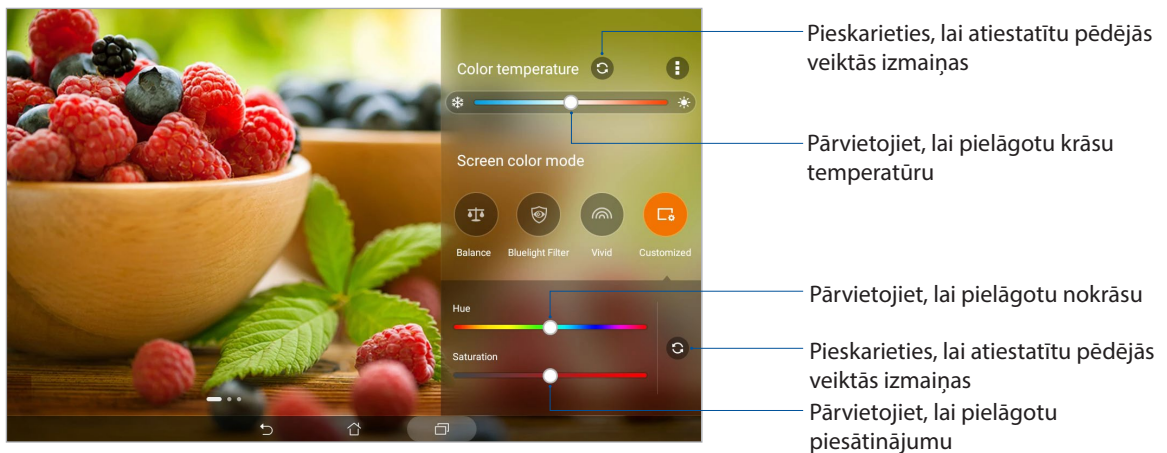 Color temperature
Screen color mode
Balance Bluelight Filter Vivid Customized
Hue
Saturation
Pieskarieties, lai atiestatītu pēdējās
veiktās izmaiņas
Pārvietojiet, lai pielāgotu krāsu
temperatūru
Pārvietojiet, lai pielāgotu nokrāsu
Pieskarieties, lai atiestatītu pēdējās
veiktās izmaiņas
Pārvietojiet, lai pielāgotu
piesātinājumu